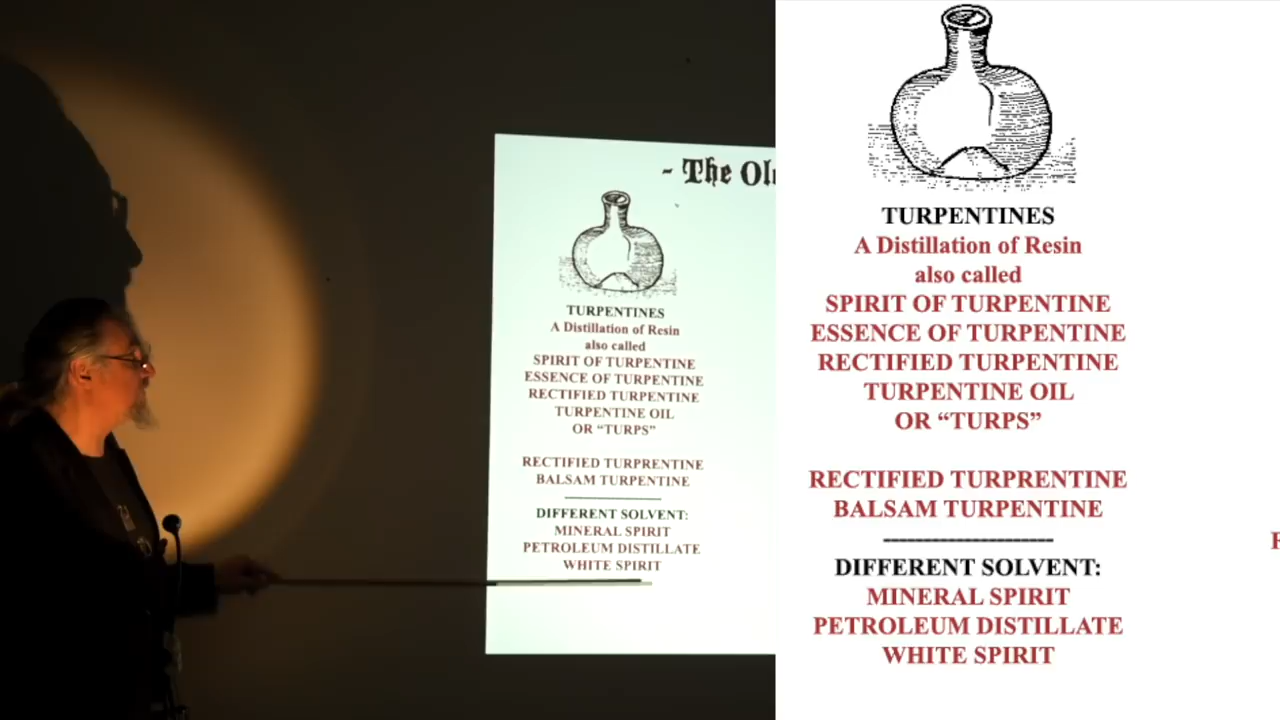 - The Ol
TURPENTINES
A Distillation of Resin
also called
SPIRIT OF TURPENTINE
ESSENCE OF TURPENTINE
RECTIFIED TURPENTINE
TURPENTINE OIL
OR “TURPS”
RECTIFIED TURPRENTINE
BALSAM TURPENTINE
--------------------
DIFFERENT SOLVENT:
MINERAL SPIRIT
PETROLEUM DISTILLATE
WHITE SPIRIT
TURPENTINES
A Distillation of Resin
also called
SPIRIT OF TURPENTINE
ESSENCE OF TURPENTINE
RECTIFIED TURPENTINE
TURPENTINE OIL
OR “TURPS”
RECTIFIED TURPRENTINE
BALSAM TURPENTINE
--------------------
DIFFERENT SOLVENT:
MINERAL SPIRIT
PETROLEUM DISTILLATE
WHITE SPIRIT